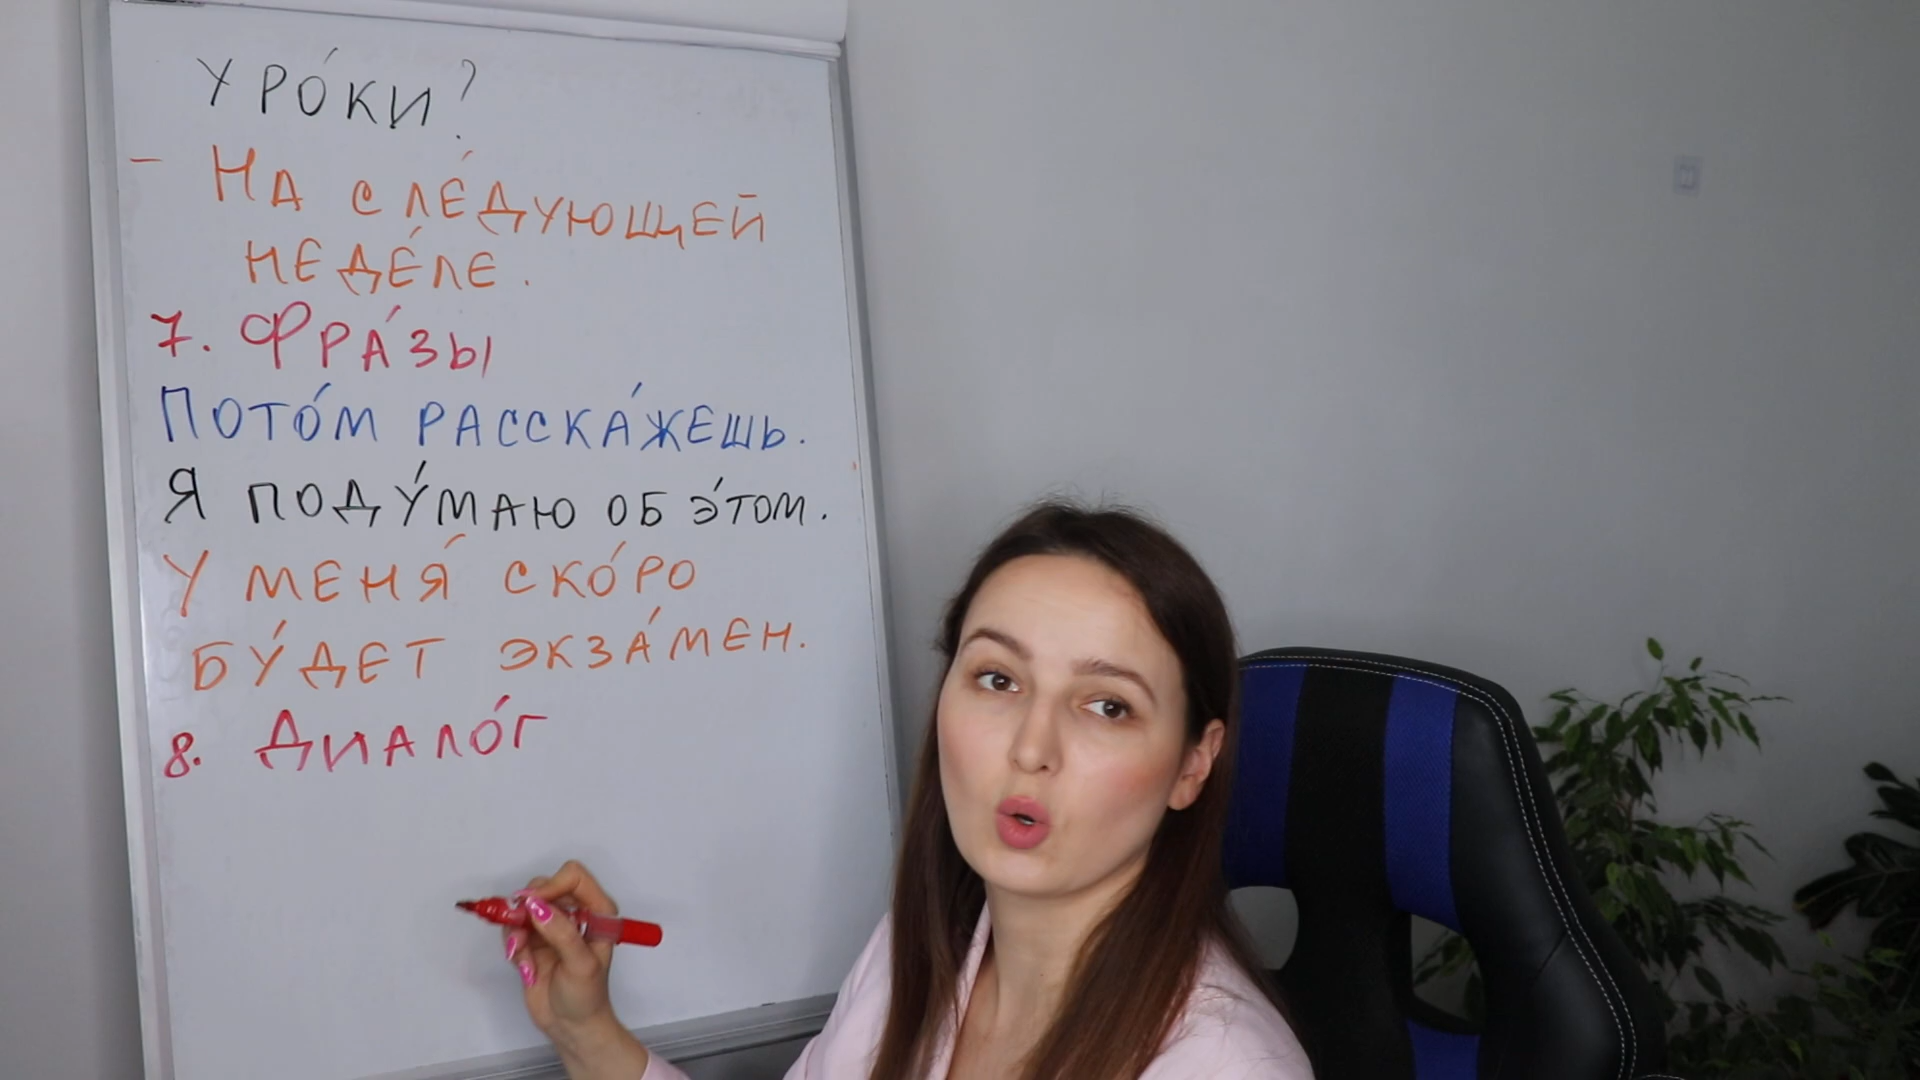 УРО́КИ?
- НА СЛЕ́ДУЮЩЕЙ
НЕДЕ́ЛЕ.
7. ФРА́ЗЫ
ПОТО́М РАССКА́ЖЕШЬ.
Я ПОДУ́МАЮ ОБ Э́ТОМ.
У МЕНЯ́ СКО́РО
БУ́ДЕТ ЭКЗА́МЕН.
8. ДИАЛО́Г